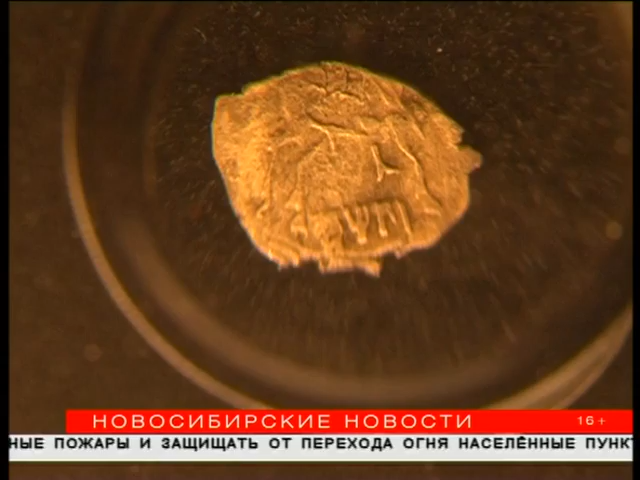 НОВОСИБИРСКИЕ НОВОСТИ
16+
НЫЕ ПОЖАРЫ И ЗАЩИЩАТЬ ОТ ПЕРЕХОДА ОГНЯ НАСЕЛЁННЫЕ ПУНКТ